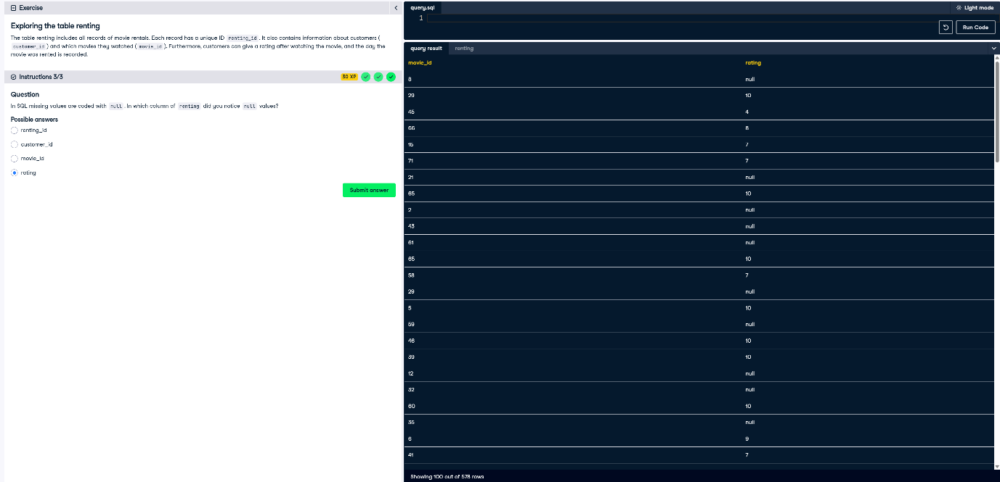 Exercise
Exploring the table renting
The table renting includes all records of movie rentals. Each record has a unique ID renting_id . It also contains information about customers (
customer_id ) and which movies they watched ( movie_id ). Furthermore, customers can give a rating after watching the movie, and the day the
movie was rented is recorded.
Instructions 3/3
30 XP
Question
In SQL missing values are coded with null . In which column of renting did you notice null values?
Possible answers
renting_id
customer_id
movie_id
rating
Submit answer
query.sql
Light mode
1
Run Code
query result renting
movie_id rating
8 null
29 10
45 4
66 8
15 7
71 7
21 null
65 10
2 null
43 null
61 null
65 10
58 7
29 null
5 10
59 null
46 10
39 10
12 null
32 null
60 10
35 null
6 9
41 7
Showing 100 out of 578 rows